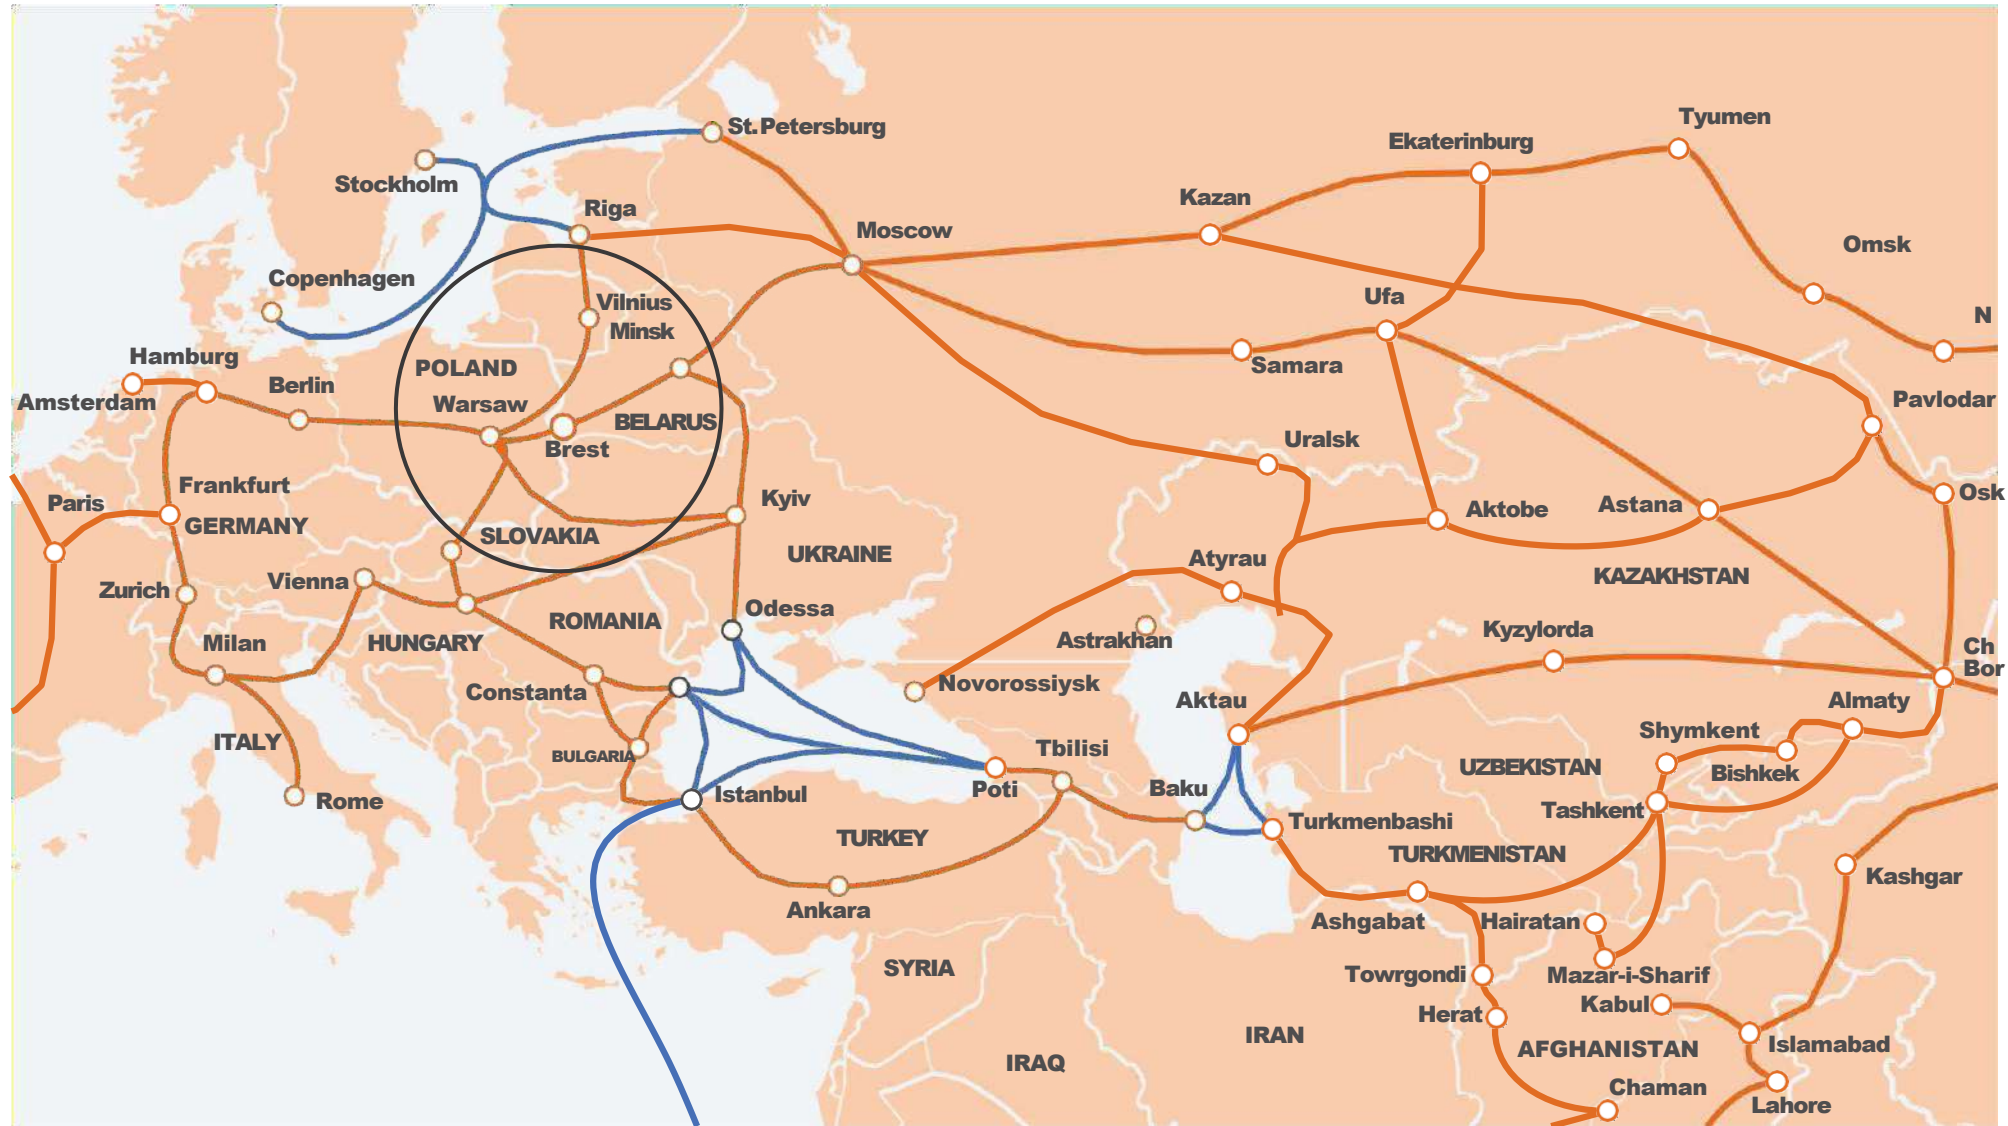 Tyumen
St. Petersburg
Ekaterinburg
Stockholm
Kazan
Riga
Moscow
Omsk
Copenhagen
Vilnius
Ufa
Minsk
N
Hamburg
Samara
POLAND
Berlin
Pavlodar
Amsterdam
Warsaw
BELARUS
Uralsk
Brest
Frankfurt
Osk
Paris
Kyiv
Astana
Aktobe
GERMANY
SLOVAKIA
UKRAINE
Atyrau
KAZAKHSTAN
Vienna
Zurich
Odessa
ROMANIA
Kyzylorda
Astrakhan
Milan
HUNGARY
Ch
Bor
Novorossiysk
Constanta
Aktau
Almaty
Shymkent
ITALY
Tbilisi
BULGARIA
UZBEKISTAN
Bishkek
Poti
Baku
Istanbul
Rome
Tashkent
Turkmenbashi
TURKEY
TURKMENISTAN
Kashgar
Ankara
Ashgabat
Hairatan
SYRIA
Towrgondi
Mazar-i-Sharif
Kabul
Herat
IRAN
Islamabad
AFGHANISTAN
IRAQ
Chaman
Lahore